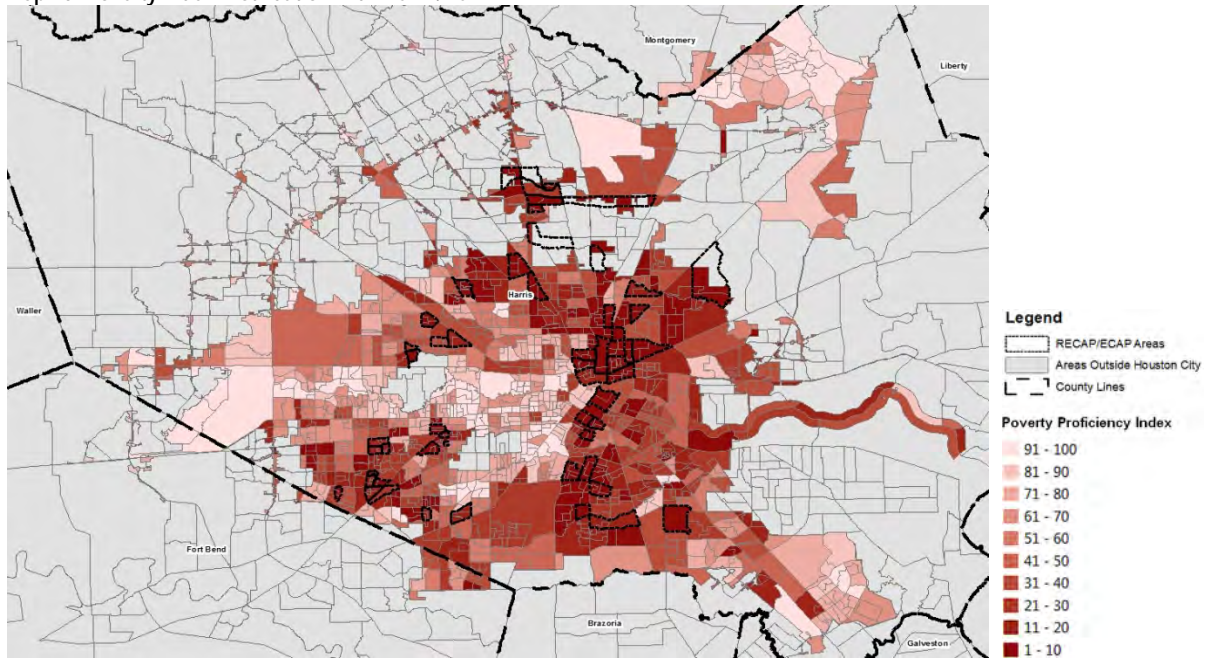 Montgomery
Liberty
Harris
Waller
Fort Bend
Brazoria
Galveston
Legend
RECAP/ECAP Areas
Areas Outside Houston City
County Lines
Poverty Proficiency Index
91 - 100
81 - 90
71 - 80
61 - 70
51 - 60
41 - 50
31 - 40
21 - 30
11 - 20
1 - 10